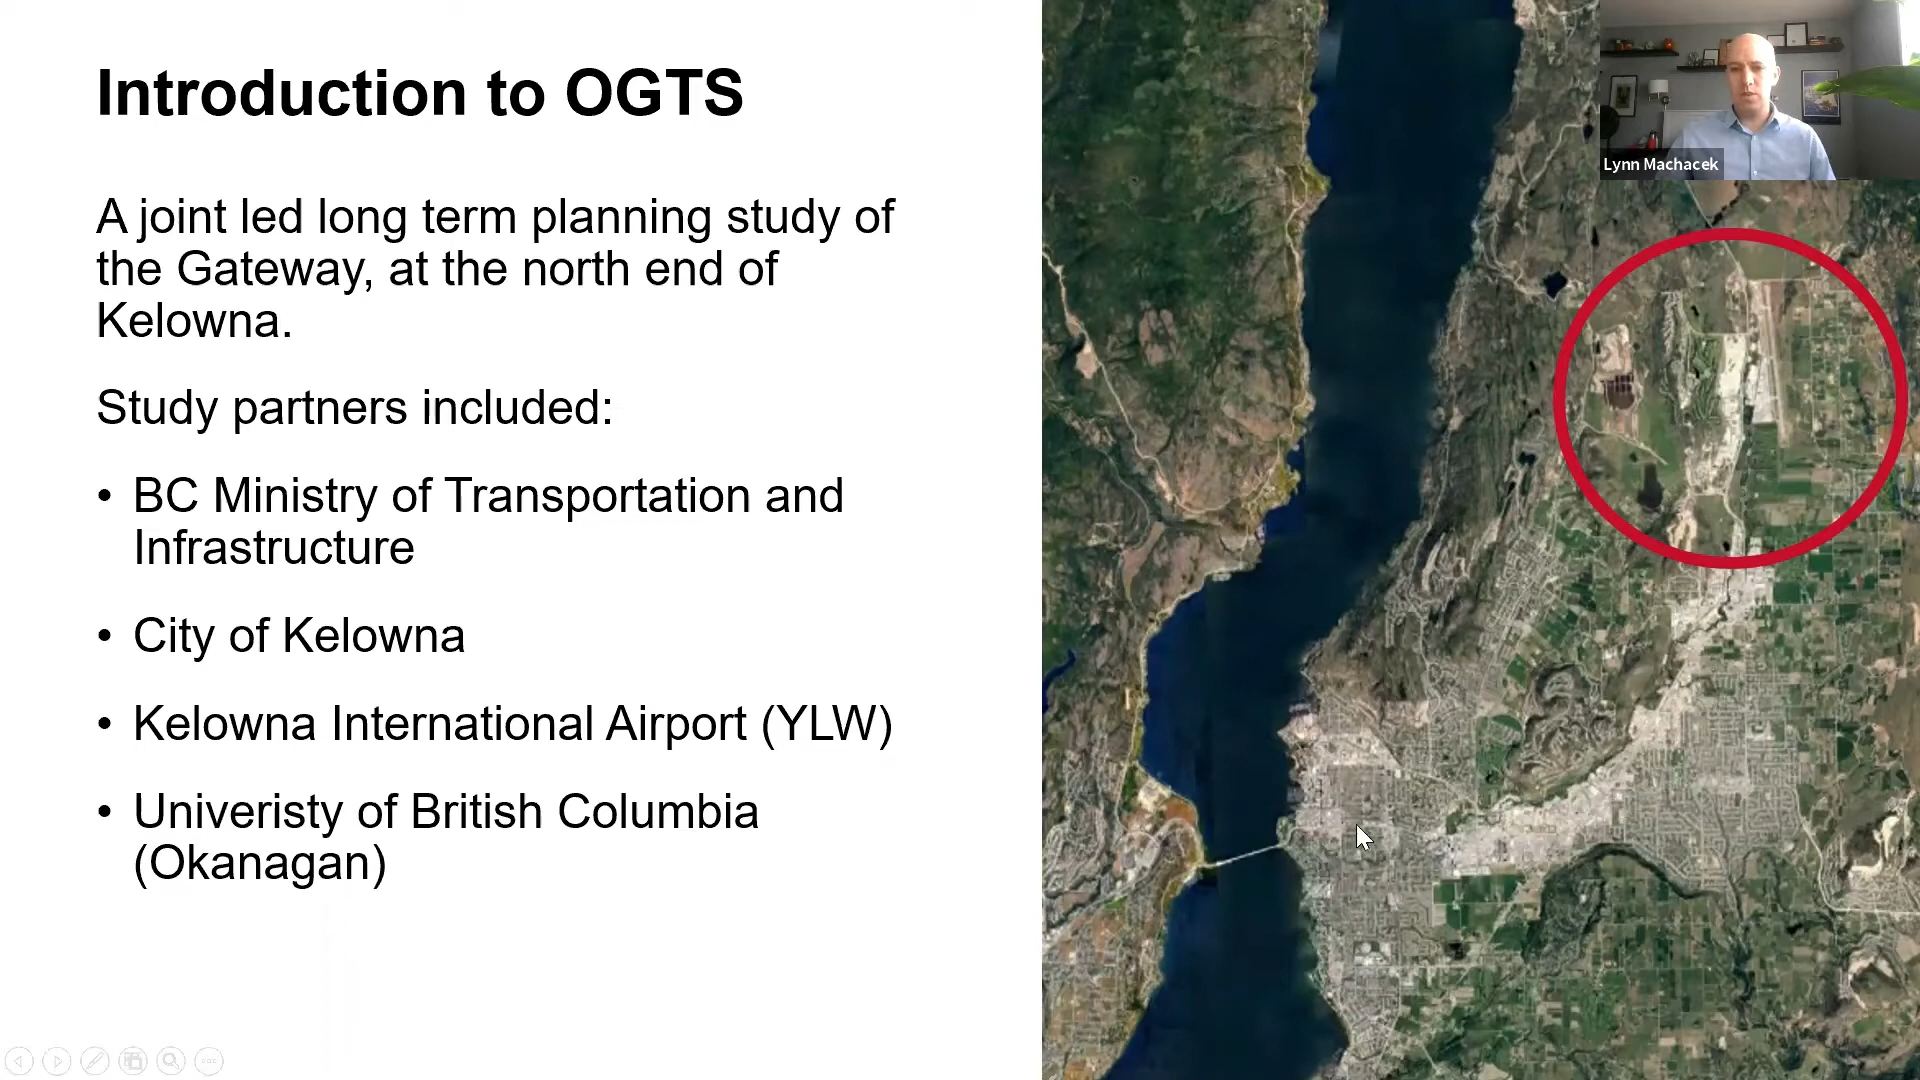 Introduction to OGTS
Lynn Machacek
A joint led long term planning study of
the Gateway, at the north end of
Kelowna.
Study partners included:
• BC Ministry of Transportation and
Infrastructure
• City of Kelowna
• Kelowna International Airport (YLW)
• Univeristy of British Columbia
(Okanagan)